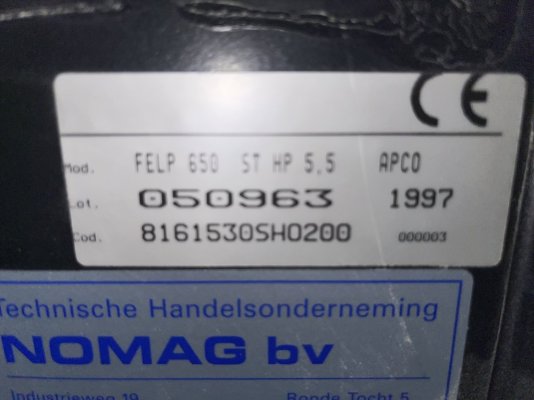 CE
Mod. FELP 650 ST HP 5,5 APCO
Lot. 050963 1997
Cod. 8161530SH0200 000003
Technische Handelsonderneming
NOMAG bv
Industrieweg 19 Roode Tocht 5